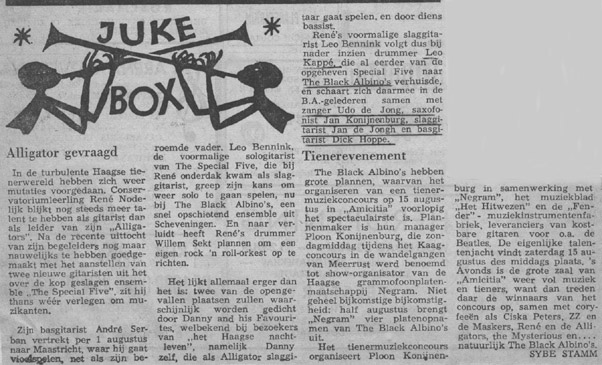 JUKE
BOX
Alligator gevraagd
In de turbulente Haagse tie-
nerwereld hebben zich weer
mutaties voorgedaan. Conser-
vatoriumleerling René Node-
lijk blijkt nog steeds meer ta-
lent te hebben als gitarist dan
als leider van zijn „Alliga-
tors”. Na de recente uittocht
van zijn begeleiders nog maar
nauwelijks te hebben goedge-
maakt met het aanstellen van
twee nieuwe gitaristen uit het
over de kop geslagen ensem-
ble „The Special Five”, zit hij
thans wéér verlegen om mu-
zikanten.
Zijn basgitarist André Ser-
ban vertrekt per 1 augustus
naar Maastricht, waar hij gaat
vioolspelen, net als zijn be-
roemde vader. Leo Bennink,
de voormalige sologitarist
van The Special Five, die bij
René onderdak kwam als slag-
gitarist, greep zijn kans om
weer solo te gaan spelen, nu
bij The Black Albino's, een
snel opschietend ensemble uit
Scheveningen. En naar ver-
luidt heeft René's drummer
Willem Sekt plannen om een
eigen rock 'n roll-orkest op te
richten.
Het lijkt allemaal erger dan
het is: twee van de openge-
vallen plaatsen zullen waar-
schijnlijk worden gedicht
door Danny and his Favouri-
tes, welbekend bij bezoekers
van „het Haagse nacht-
leven”, namelijk Danny
zelf, die als Alligator slaggi-
taar gaat spelen, en door diens
bassist.
René's voormalige slaggita-
rist Leo Bennink volgt dus bij
nader inzien drummer Leo
Kappé, die al eerder van de
opgeheven Special Five naar
The Black Albino's verhuisde,
en schaart zich daarmee in de
B.A.-gelederen samen met
zanger Udo de Jong, saxofo-
nist Jan Konijnenburg, slaggi-
tarist Jan de Jongh en basgi-
tarist Dick Hoppe.
Tienerevenement
The Black Albino's hebben
grote plannen, waarvan het
organiseren van een tiener-
muziekconcours op 15 augus-
tus in „Amicitia” voorlopig
het spectaculairste is. Plan-
nenmaker is hun manager
Ploon Konijnenburg, die zon-
dagmiddag tijdens het Kaag-
concours in de wandelgangen
van Meerrust werd benoemd
tot show-organisator van de
Haagse grammofoonplaten-
maatschappij Negram. Niet
geheel bijkomstige bijkomstig-
heid: half augustus brengt
„Negram” vier platenopna-
men van The Black Albino's
uit.
Het tienermuziekconcours
organiseert Ploon Konijnen-
burg in samenwerking met
„Negram”, het muziekblad
„Het Hitwezen” en de „Fen-
der” - muziekinstrumentenfa-
briek, leveranciers van kost-
bare gitaren voor o.a. de
Beatles. De eigenlijke talen-
tenjacht vindt zaterdag 15 au-
gustus des middags plaats, 's
Avonds is de grote zaal van
„Amicitia” weer vol muziek
en tieners, want dan treden
daar de winnaars van het
concours op, samen met cory-
feeën als Ciska Peters, ZZ en
de Maskers, René en de Alli-
gators, the Mysterious en....
natuurlijk The Black Albino's.
SYBE STAMM